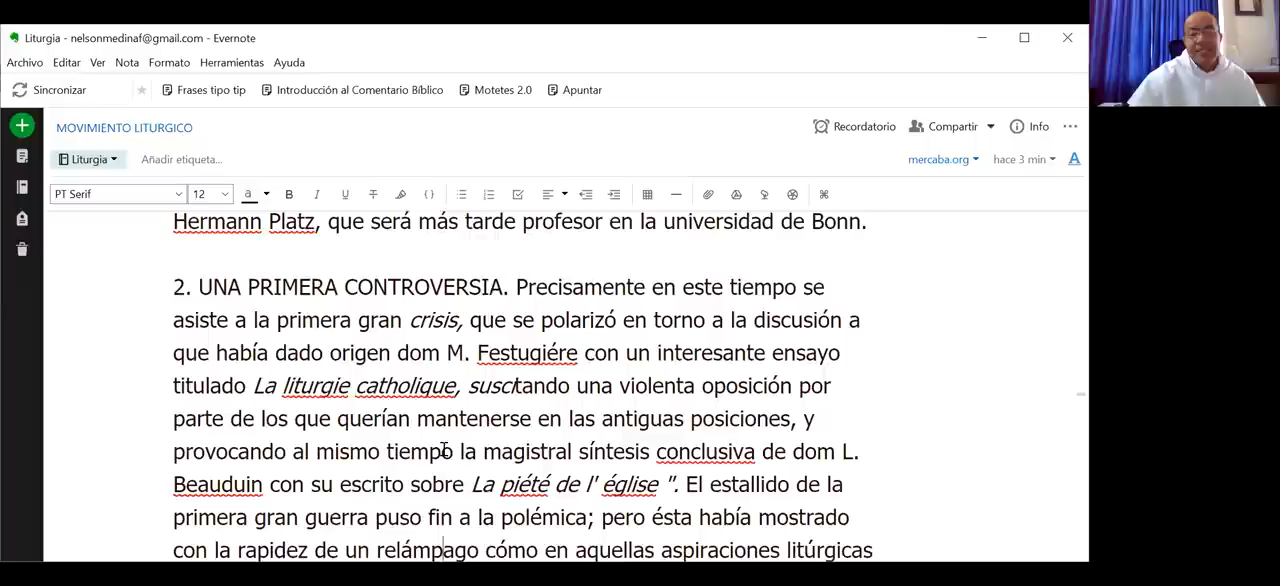 Liturgia - nelsonmedinaf@gmail.com - Evernote
Archivo Editar Ver Nota Formato Herramientas Ayuda
Sincronizar Frases tipo tip Introducción al Comentario Bíblico Motetes 2.0 Apuntar
MOVIMIENTO LITURGICO Recordatorio Compartir Info
Liturgia Añadir etiqueta... mercaba.org hace 3 min
PT Serif 12
Hermann Platz, que será más tarde profesor en la universidad de Bonn.
2. UNA PRIMERA CONTROVERSIA. Precisamente en este tiempo se
asiste a la primera gran crisis, que se polarizó en torno a la discusión a
que había dado origen dom M. Festugiére con un interesante ensayo
titulado La liturgie catholique, suscitando una violenta oposición por
parte de los que querían mantenerse en las antiguas posiciones, y
provocando al mismo tiempo la magistral síntesis conclusiva de dom L.
Beauduin con su escrito sobre La piété de l' église ". El estallido de la
primera gran guerra puso fin a la polémica; pero ésta había mostrado
con la rapidez de un relámpago cómo en aquellas aspiraciones litúrgicas